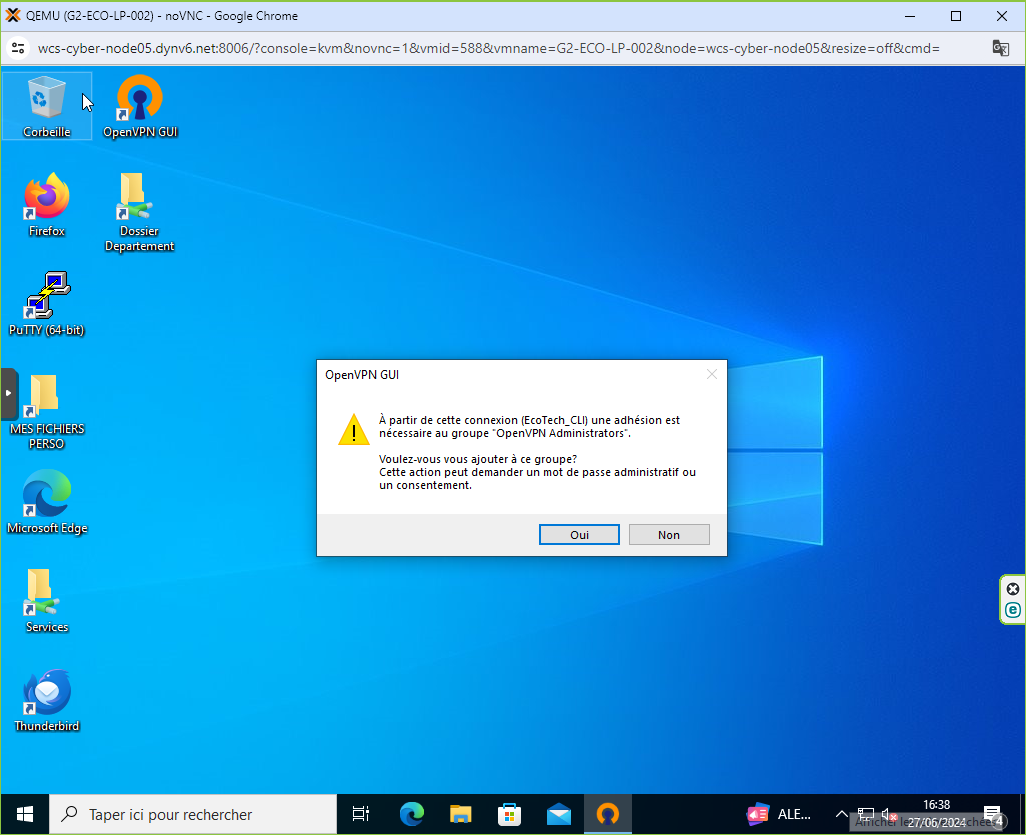 QEMU (G2-ECO-LP-002) - noVNC - Google Chrome
wcs-cyber-node05.dynv6.net:8006/?console=kvm&novnc=1&vmid=588&vmname=G2-ECO-LP-002&node=wcs-cyber-node05&resize=off&cmd=
Corbeille
OpenVPN GUI
Firefox
Dossier
Departement
PuTTY (64-bit)
MES FICHIERS
PERSO
Microsoft Edge
Services
Thunderbird
OpenVPN GUI
À partir de cette connexion (EcoTech_CLI) une adhésion est
nécessaire au groupe "OpenVPN Administrators".
Voulez-vous vous ajouter à ce groupe?
Cette action peut demander un mot de passe administratif ou
un consentement.
Oui
Non
Taper ici pour rechercher
ALE...
16:38
27/06/2024
4